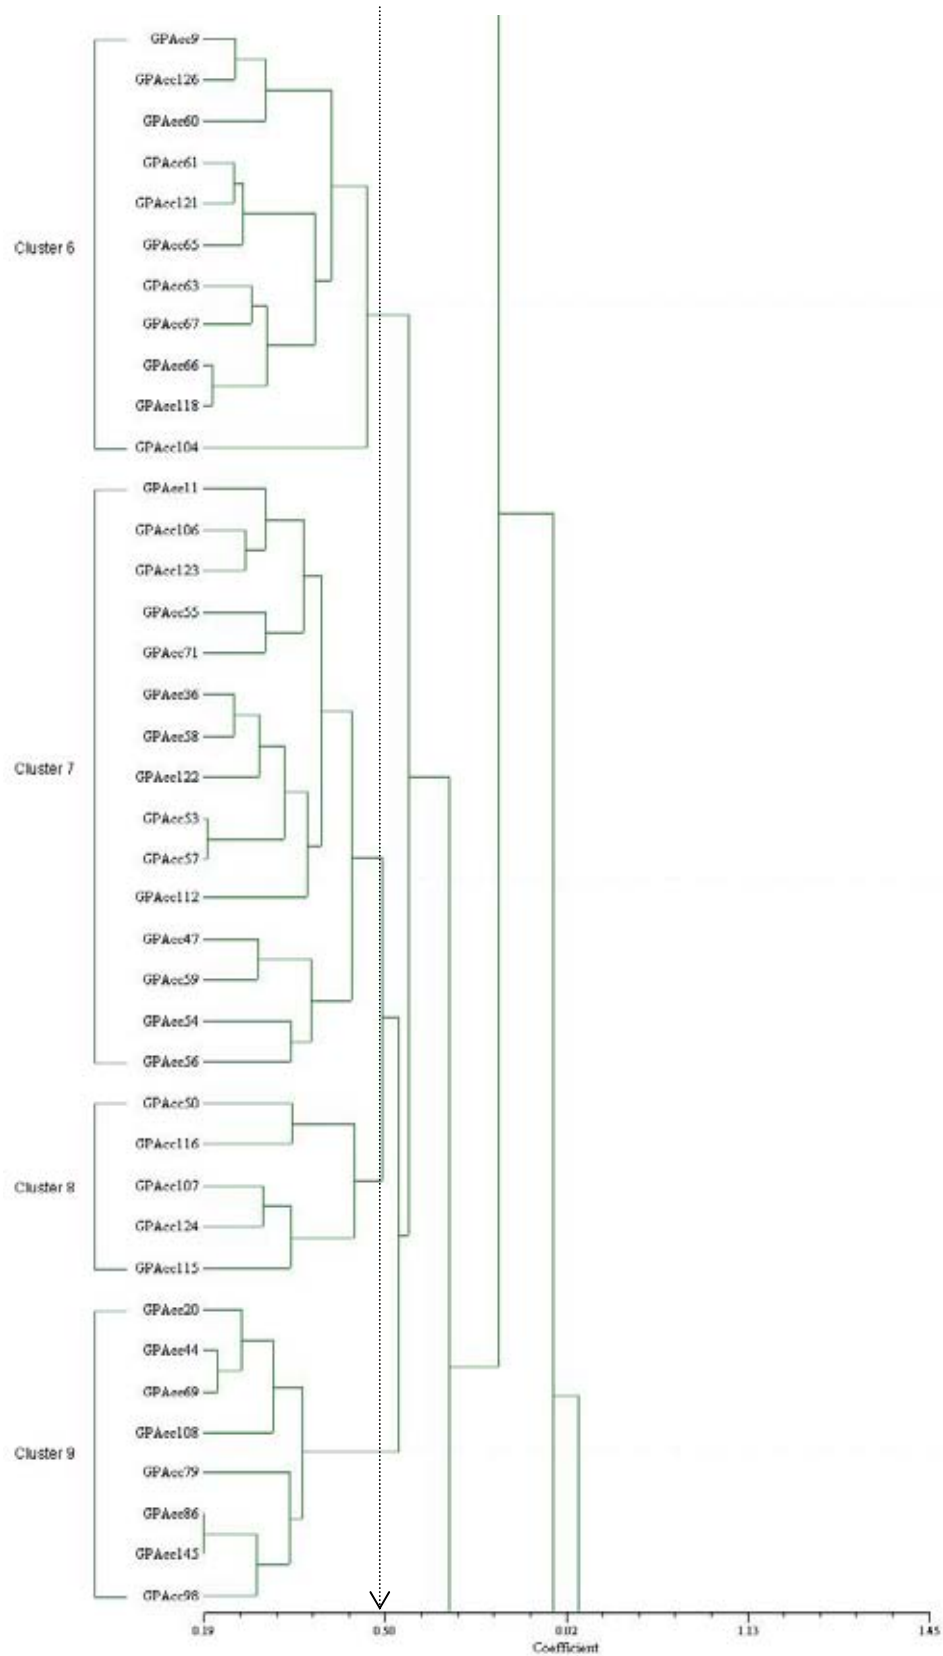 GPAcc9
GPAcc126
GPAcc60
GPAcc61
GPAcc121
GPAcc65
Cluster 6
GPAcc63
GPAcc67
GPAcc66
GPAcc118
GPAcc104
GPAcc11
GPAcc106
GPAcc123
GPAcc55
GPAcc71
GPAcc36
GPAcc58
Cluster 7
GPAcc122
GPAcc53
GPAcc57
GPAcc112
GPAcc47
GPAcc59
GPAcc54
GPAcc56
GPAcc50
GPAcc116
Cluster 8
GPAcc107
GPAcc124
GPAcc115
GPAcc20
GPAcc44
GPAcc69
GPAcc108
Cluster 9
GPAcc79
GPAcc86
GPAcc145
GPAcc98
0.19 0.50 0.02 1.13 1.45
Coefficient